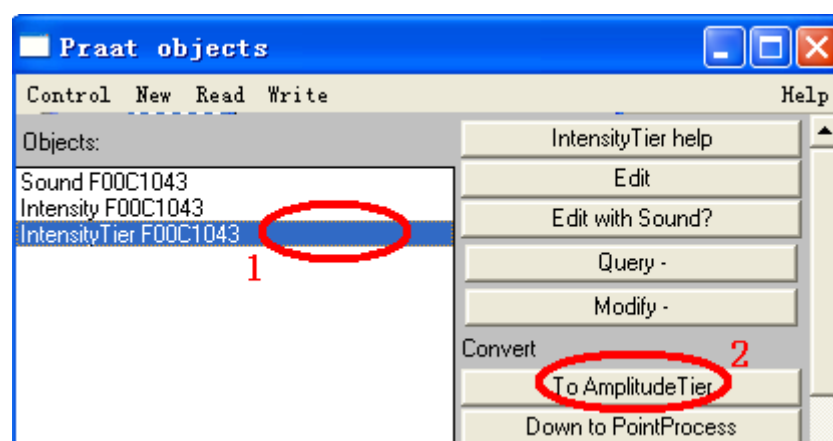 Praat objects
Control New Read Write Help
Objects:
Sound F00C1043
Intensity F00C1043
IntensityTier F00C1043
1
IntensityTier help
Edit
Edit with Sound?
Query -
Modify -
Convert
2
To AmplitudeTier
Down to PointProcess